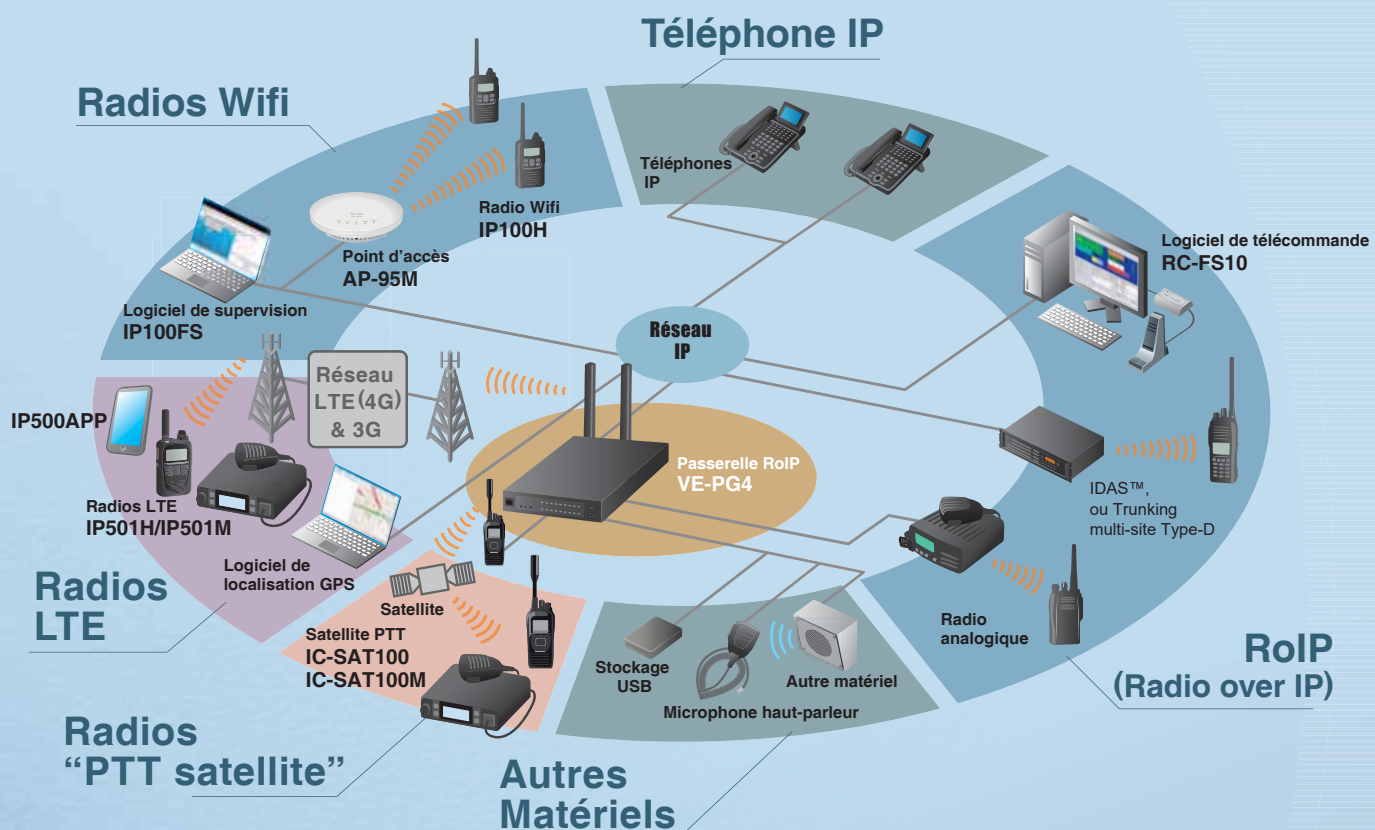 Téléphone IP
Radios Wifi
Téléphones
IP
Radio Wifi
IP100H
Point d'accès
AP-95M
Logiciel de supervision
IP100FS
Logiciel de télécommande
RC-FS10
Réseau
IP
Réseau
LTE (4G)
& 3G
IP500APP
Passerelle RoIP
VE-PG4
Radios LTE
IP501H/IP501M
IDAS™,
ou Trunking
multi-site Type-D
Logiciel de
localisation GPS
Radios
LTE
Satellite
Satellite PTT
IC-SAT100
IC-SAT100M
Radio
analogique
Stockage
USB
Autre matériel
Microphone haut-parleur
RoIP
(Radio over IP)
Radios
“PTT satellite”
Autres
Matériels